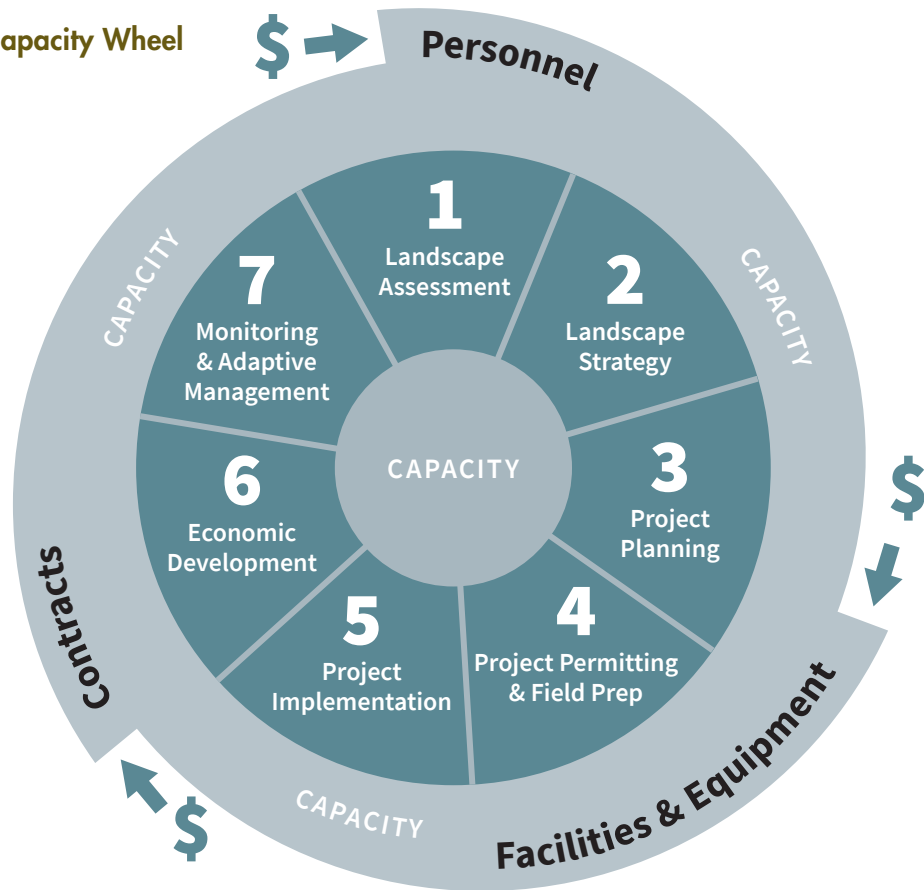 apacity Wheel
$
Personnel
CAPACITY
CAPACITY
1
Landscape
Assessment
2
Landscape
Strategy
3
Project
Planning
4
Project Permitting
& Field Prep
5
Project
Implementation
6
Economic
Development
7
Monitoring
& Adaptive
Management
CAPACITY
$
Facilities & Equipment
CAPACITY
$
Contracts